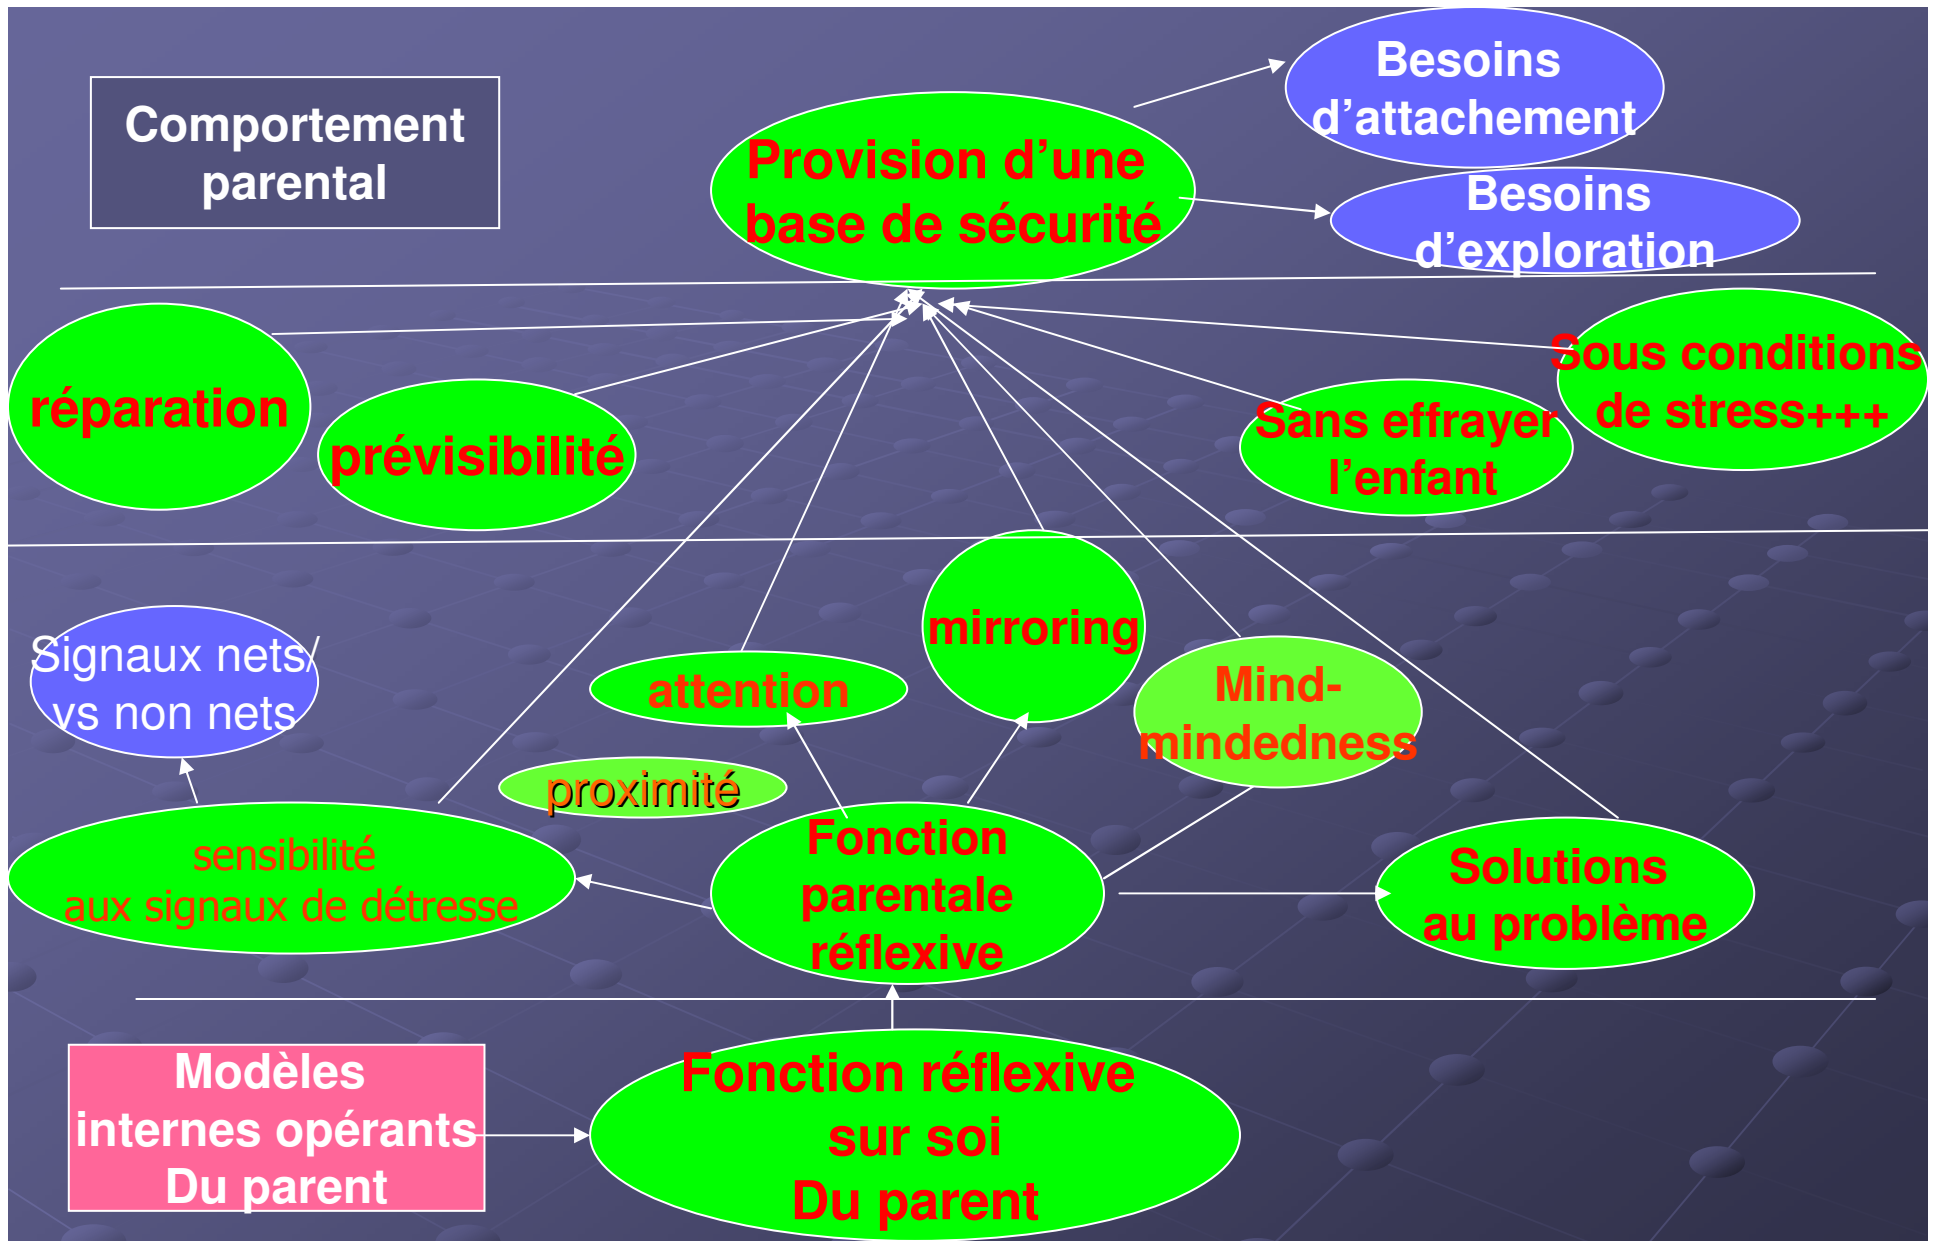 Comportement
parental
Provision d’une
base de sécurité
Besoins
d’attachement
Besoins
d’exploration
réparation
prévisibilité
Sans effrayer
l’enfant
Sous conditions
de stress+++
Signaux nets/
vs non nets
attention
mirroring
Mind-
mindedness
proximité
sensibilité
aux signaux de détresse
Fonction
parentale
réflexive
Solutions
au problème
Modèles
internes opérants
Du parent
Fonction réflexive
sur soi
Du parent